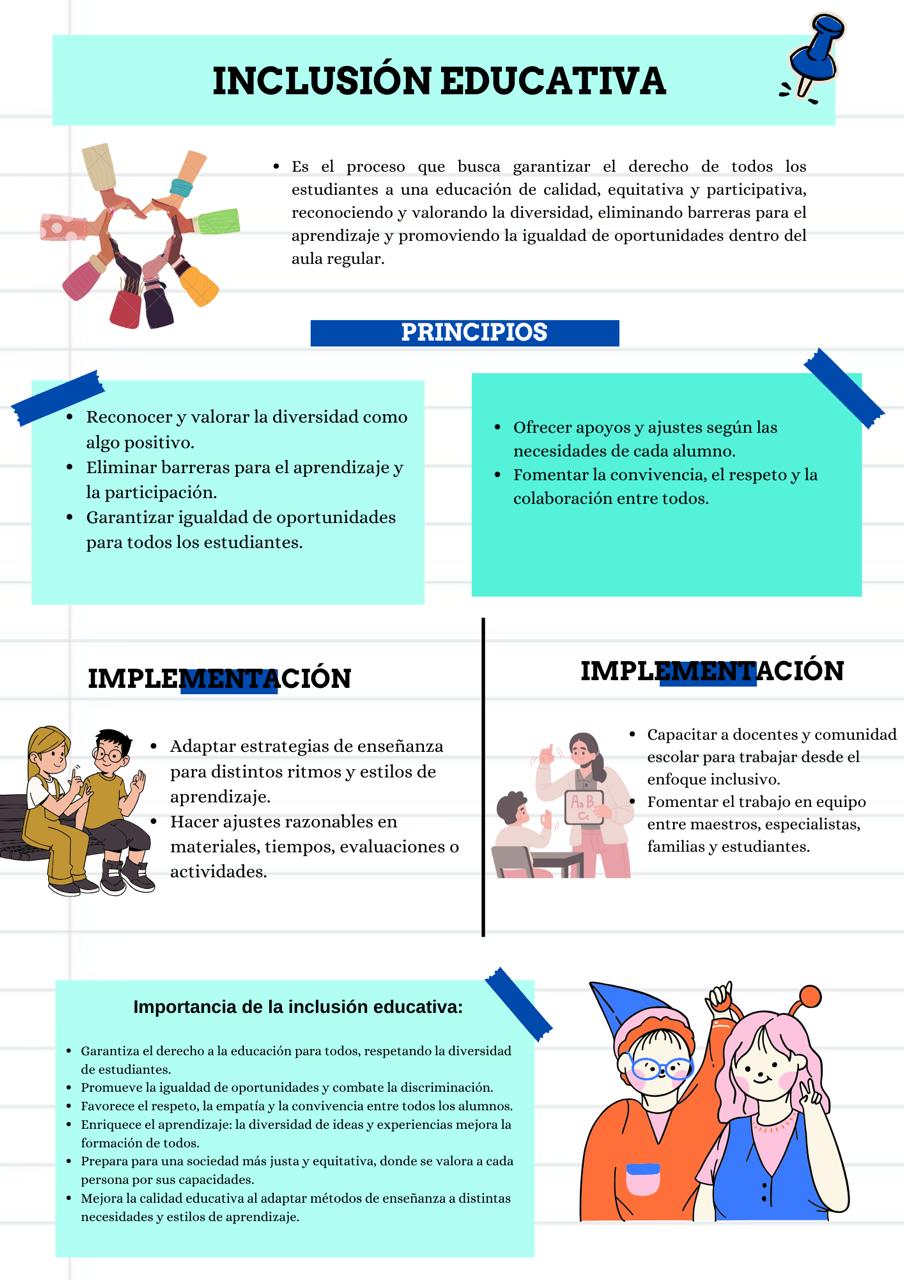 INCLUSIÓN EDUCATIVA
• Es el proceso que busca garantizar el derecho de todos los
estudiantes a una educación de calidad, equitativa y participativa,
reconociendo y valorando la diversidad, eliminando barreras para el
aprendizaje y promoviendo la igualdad de oportunidades dentro del
aula regular.
PRINCIPIOS
• Reconocer y valorar la diversidad como
algo positivo.
• Eliminar barreras para el aprendizaje y
la participación.
• Garantizar igualdad de oportunidades
para todos los estudiantes.
• Ofrecer apoyos y ajustes según las
necesidades de cada alumno.
• Fomentar la convivencia, el respeto y la
colaboración entre todos.
IMPLEMENTACIÓN
• Adaptar estrategias de enseñanza
para distintos ritmos y estilos de
aprendizaje.
• Hacer ajustes razonables en
materiales, tiempos, evaluaciones o
actividades.
IMPLEMENTACIÓN
• Capacitar a docentes y comunidad
escolar para trabajar desde el
enfoque inclusivo.
• Fomentar el trabajo en equipo
entre maestros, especialistas,
familias y estudiantes.
A a B
C c
Importancia de la inclusión educativa:
• Garantiza el derecho a la educación para todos, respetando la diversidad
de estudiantes.
• Promueve la igualdad de oportunidades y combate la discriminación.
• Favorece el respeto, la empatía y la convivencia entre todos los alumnos.
• Enriquece el aprendizaje: la diversidad de ideas y experiencias mejora la
formación de todos.
• Prepara para una sociedad más justa y equitativa, donde se valora a cada
persona por sus capacidades.
• Mejora la calidad educativa al adaptar métodos de enseñanza a distintas
necesidades y estilos de aprendizaje.